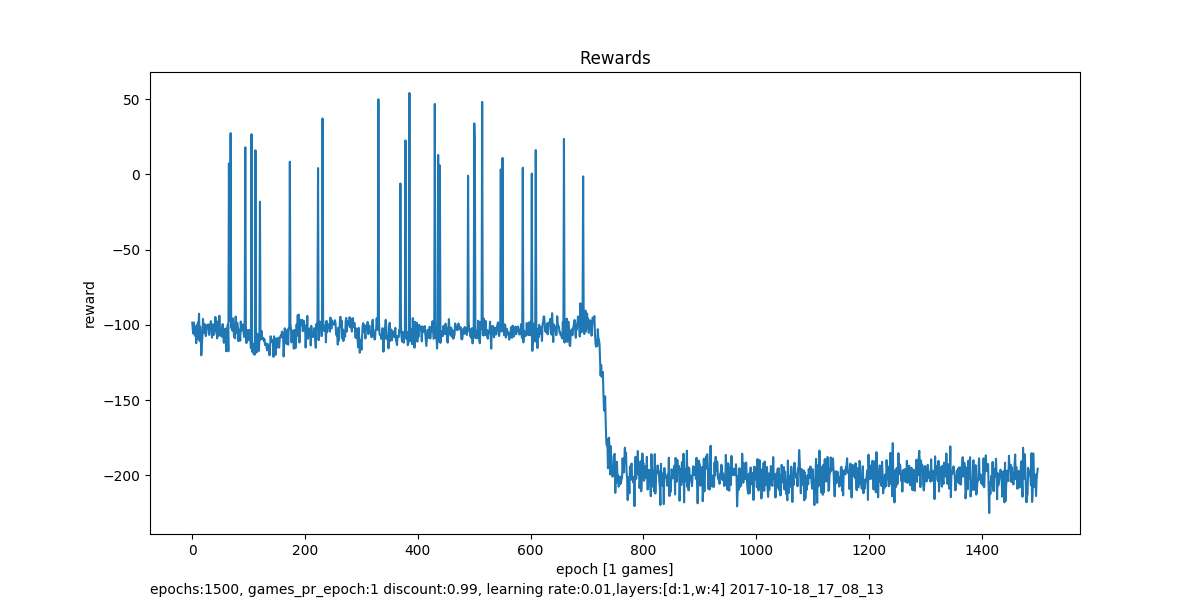 Rewards
50
0
−50
−100
−150
−200
reward
0 200 400 600 800 1000 1200 1400
epoch [1 games]
epochs:1500, games_pr_epoch:1 discount:0.99, learning rate:0.01,layers:[d:1,w:4] 2017-10-18_17_08_13